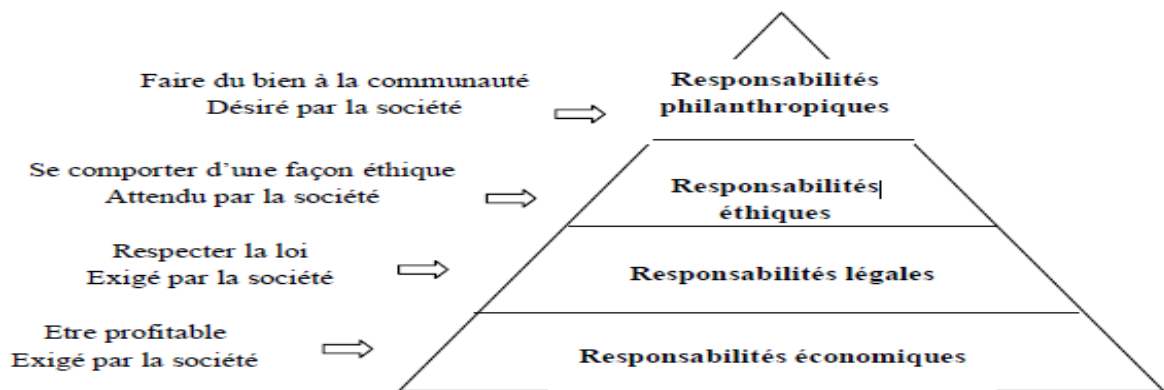 Faire du bien à la communauté
Désiré par la société
Responsabilités
philanthropiques
Se comporter d'une façon éthique
Attendu par la société
Responsabilités
éthiques
Respecter la loi
Exigé par la société
Responsabilités légales
Etre profitable
Exigé par la société
Responsabilités économiques